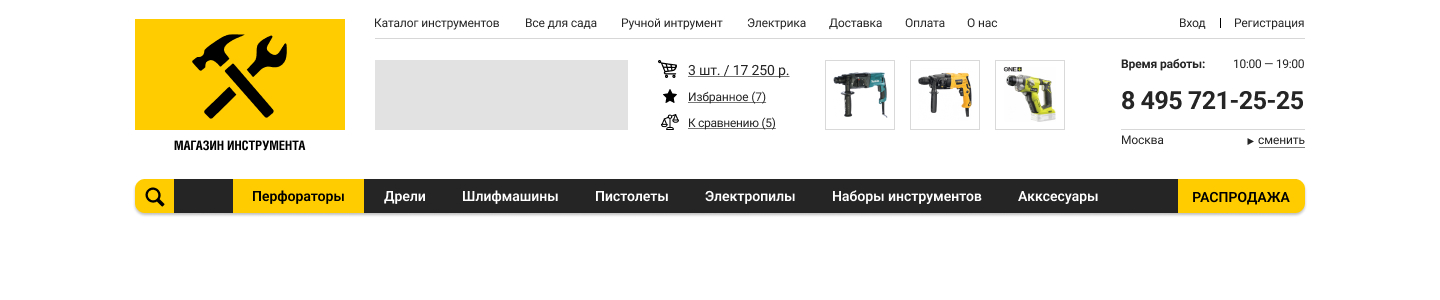 Каталог инструментов Все для сада Ручной интрумент Электрика Доставка Оплата О нас Вход | Регистрация
МАГАЗИН ИНСТРУМЕНТА
3 шт. / 17 250 р.
Избранное (7)
К сравнению (5)
ONE+
Время работы: 10:00 — 19:00
8 495 721-25-25
Москва ▸ сменить
Перфораторы Дрели Шлифмашины Пистолеты Электропилы Наборы инструментов Акксесуары РАСПРОДАЖА